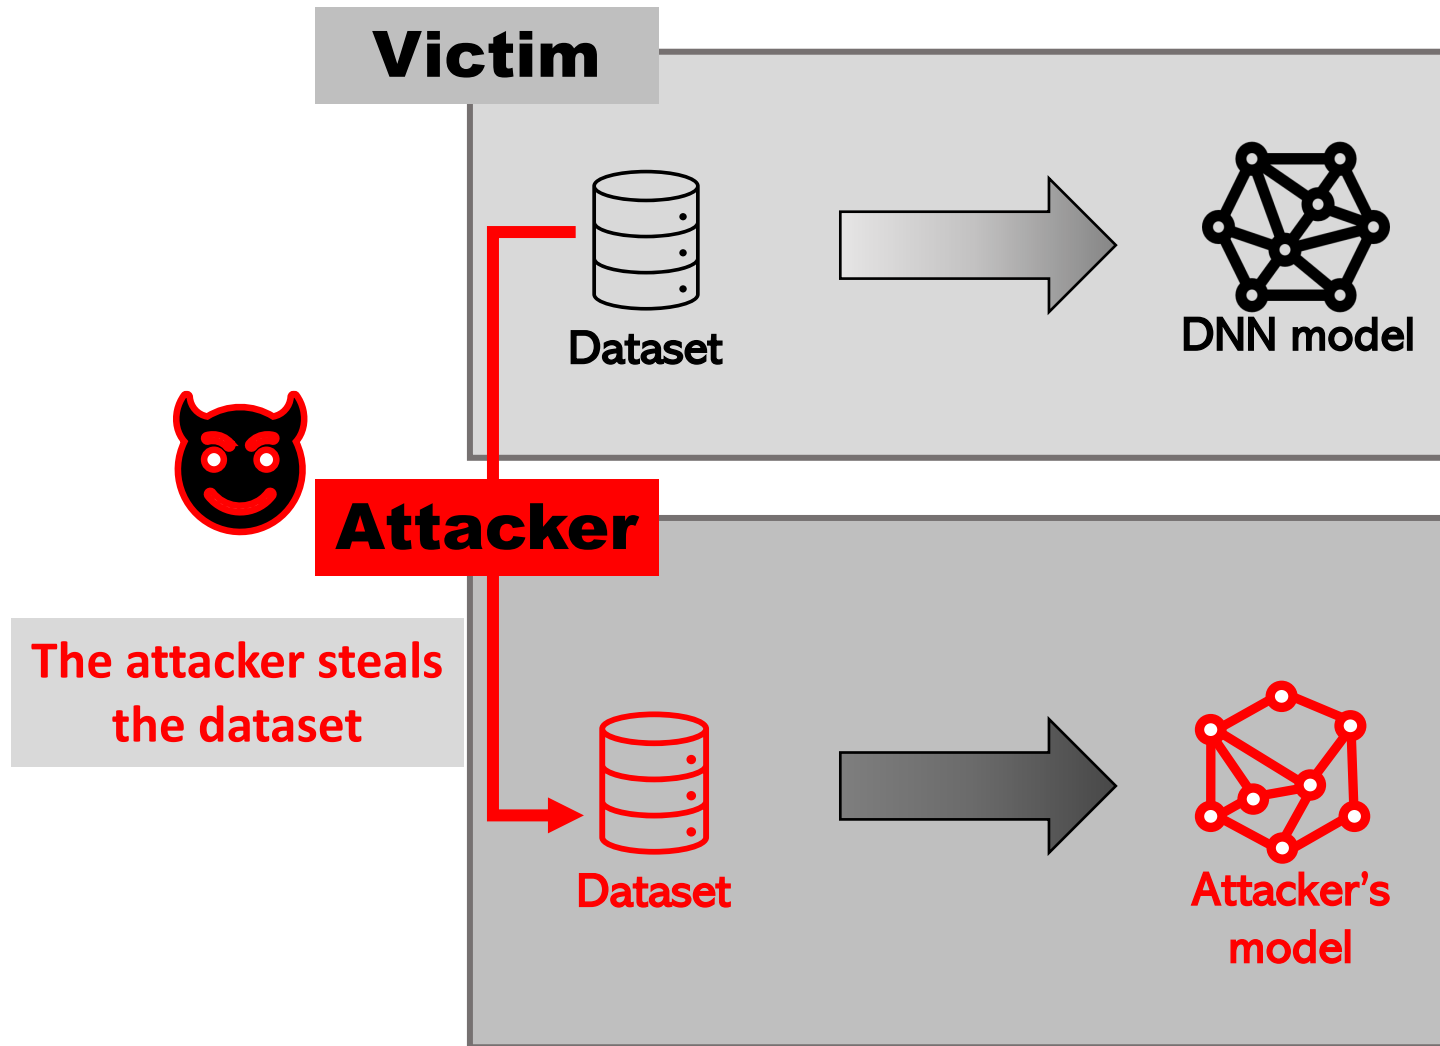 Victim
Dataset
DNN model
Attacker
The attacker steals
the dataset
Dataset
Attacker’s
model